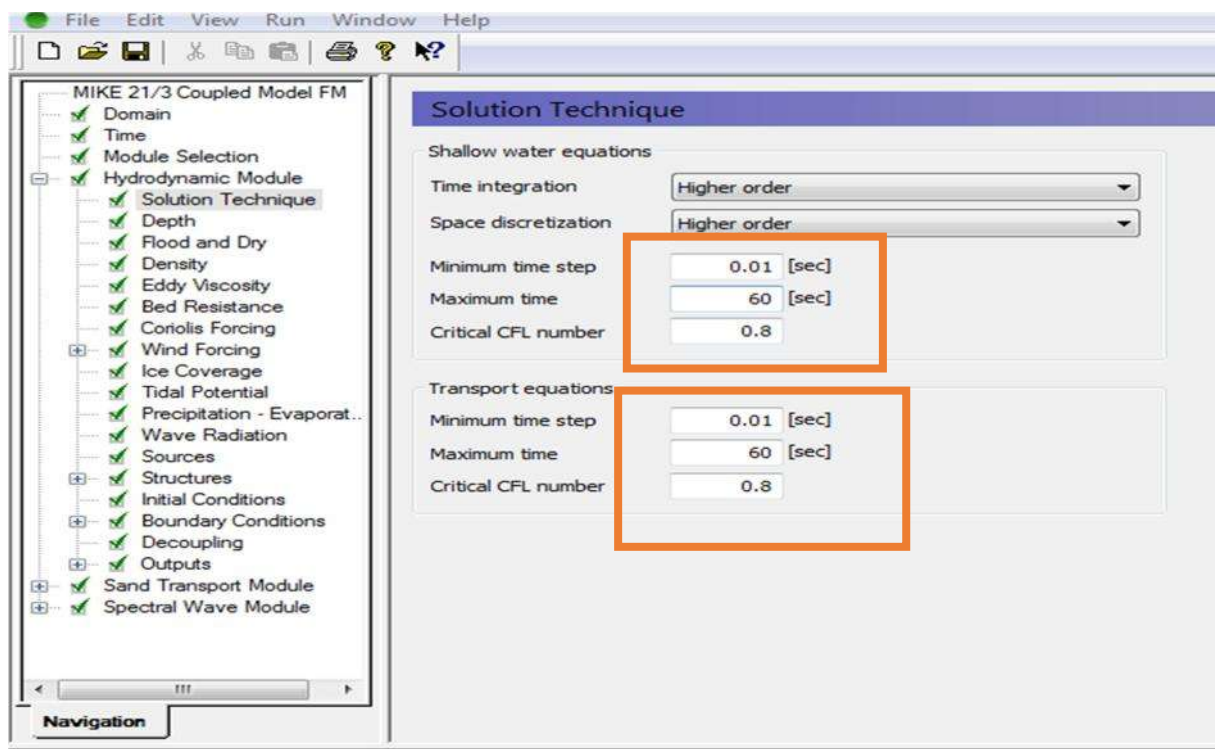 File Edit View Run Window Help
MIKE 21/3 Coupled Model FM
Domain
Time
Module Selection
Hydrodynamic Module
Solution Technique
Depth
Flood and Dry
Density
Eddy Viscosity
Bed Resistance
Coriolis Forcing
Wind Forcing
Ice Coverage
Tidal Potential
Precipitation - Evaporat..
Wave Radiation
Sources
Structures
Initial Conditions
Boundary Conditions
Decoupling
Outputs
Sand Transport Module
Spectral Wave Module
Navigation
Solution Technique
Shallow water equations
Time integration Higher order
Space discretization Higher order
Minimum time step 0.01 [sec]
Maximum time 60 [sec]
Critical CFL number 0.8
Transport equations
Minimum time step 0.01 [sec]
Maximum time 60 [sec]
Critical CFL number 0.8